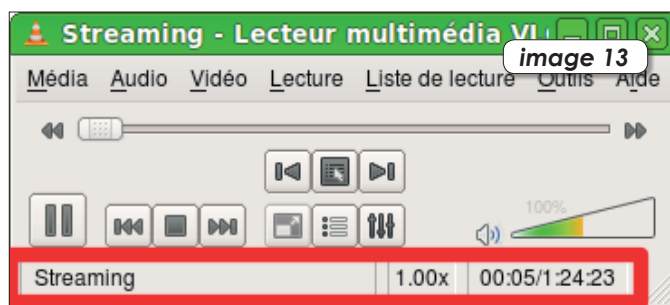 Streaming - Lecteur multimédia VL
image 13
Média Audio Vidéo Lecture Liste de lecture Outils Aide
100%
Streaming 1.00x 00:05/1:24:23